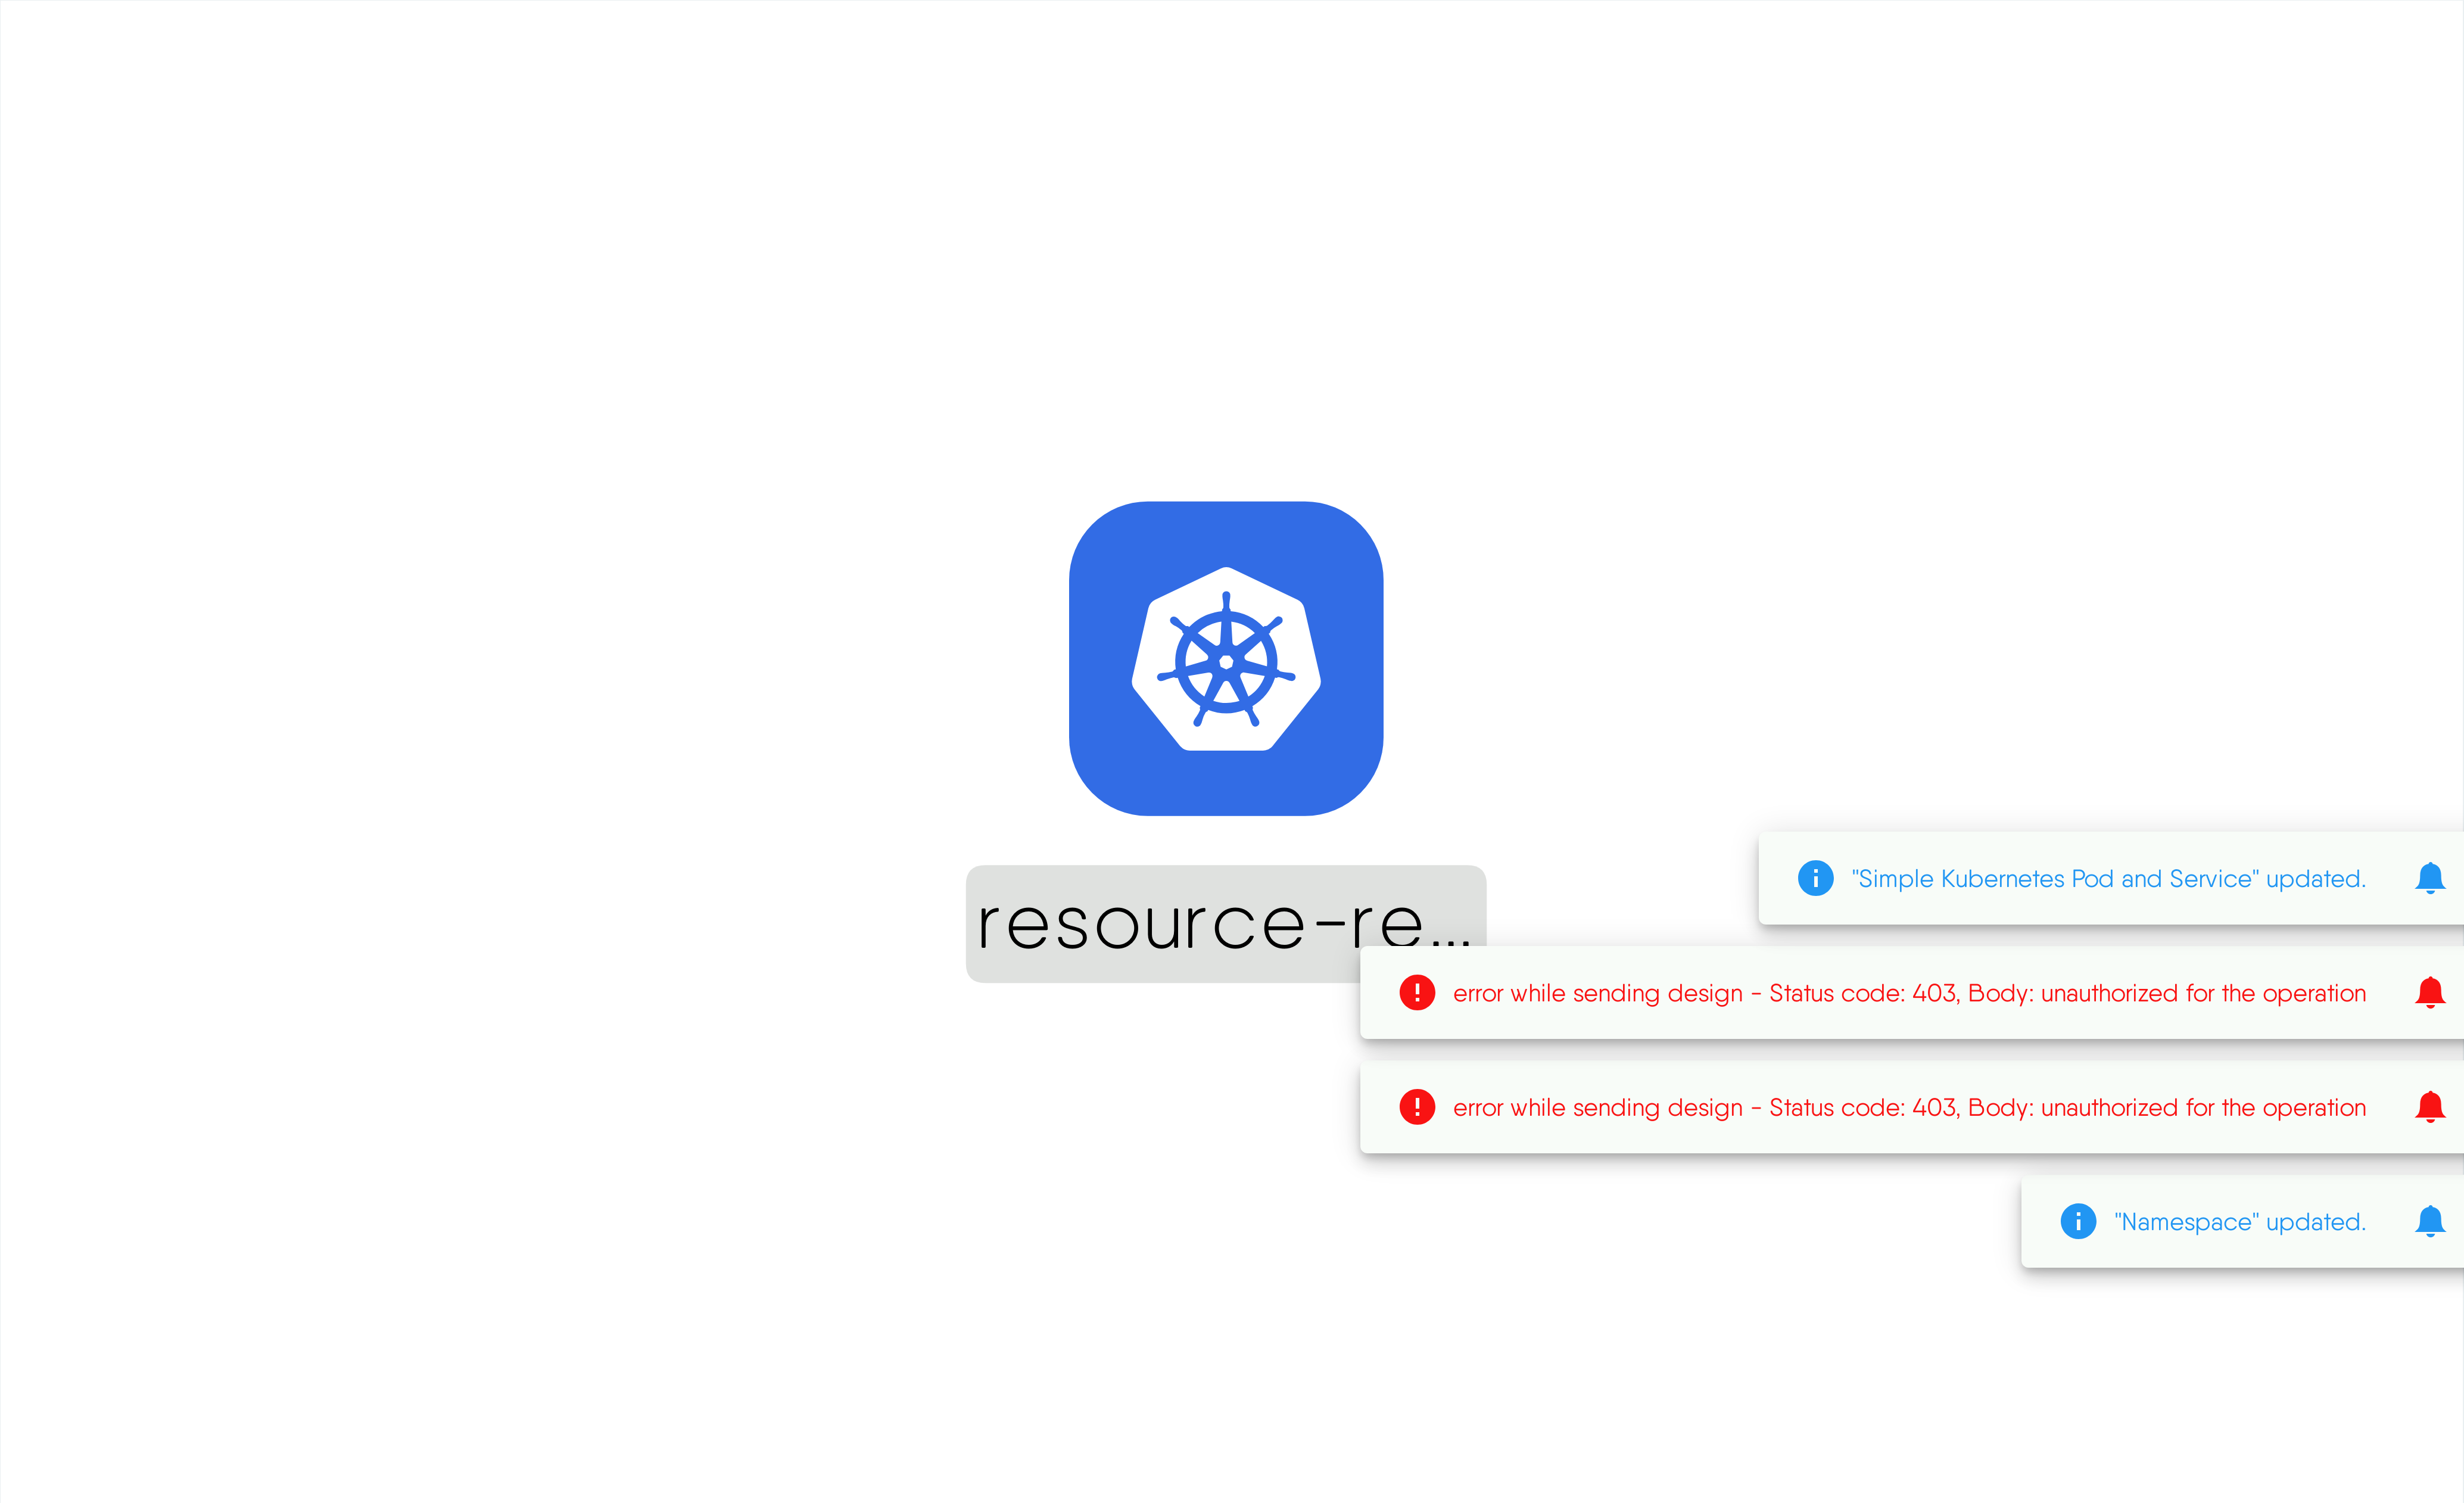 resource-re...
"Simple Kubernetes Pod and Service" updated.
error while sending design - Status code: 403, Body: unauthorized for the operation
error while sending design - Status code: 403, Body: unauthorized for the operation
"Namespace" updated.